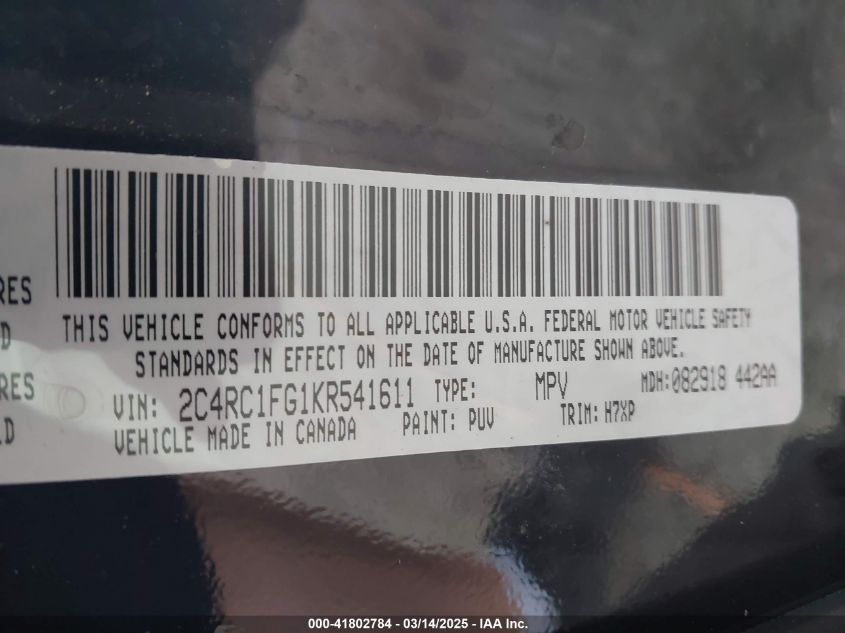 RES
D
RES
LD
THIS VEHICLE CONFORMS TO ALL APPLICABLE U.S.A. FEDERAL MOTOR VEHICLE SAFETY
STANDARDS IN EFFECT ON THE DATE OF MANUFACTURE SHOWN ABOVE.
VIN: 2C4RC1FG1KR541611 TYPE: MPV MDH:082918 442AA
VEHICLE MADE IN CANADA PAINT: PUV TRIM: H7XP
000-41802784 - 03/14/2025 - IAA Inc.